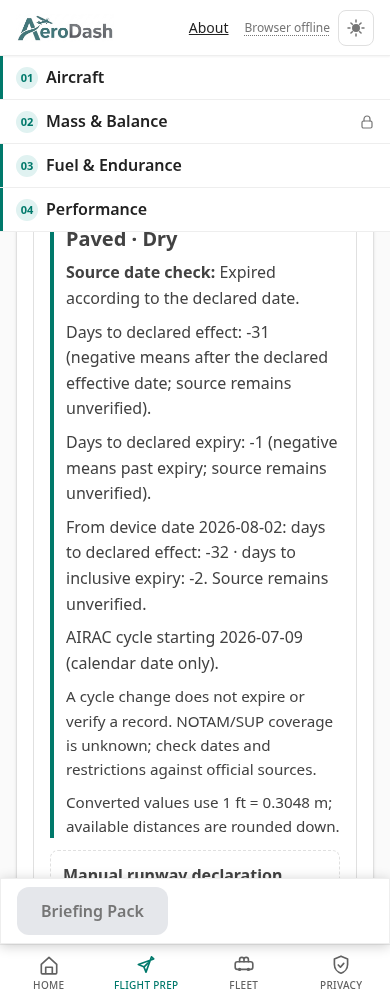 AeroDash
About
Browser offline
01 Aircraft
02 Mass & Balance
03 Fuel & Endurance
04 Performance
Paved · Dry
Source date check: Expired
according to the declared date.
Days to declared effect: -31
(negative means after the declared
effective date; source remains
unverified).
Days to declared expiry: -1 (negative
means past expiry; source remains
unverified).
From device date 2026-08-02: days
to declared effect: -32 · days to
inclusive expiry: -2. Source remains
unverified.
AIRAC cycle starting 2026-07-09
(calendar date only).
A cycle change does not expire or
verify a record. NOTAM/SUP coverage
is unknown; check dates and
restrictions against official sources.
Converted values use 1 ft = 0.3048 m;
available distances are rounded down.
Manual runway declaration
Briefing Pack
HOME
FLIGHT PREP
FLEET
PRIVACY